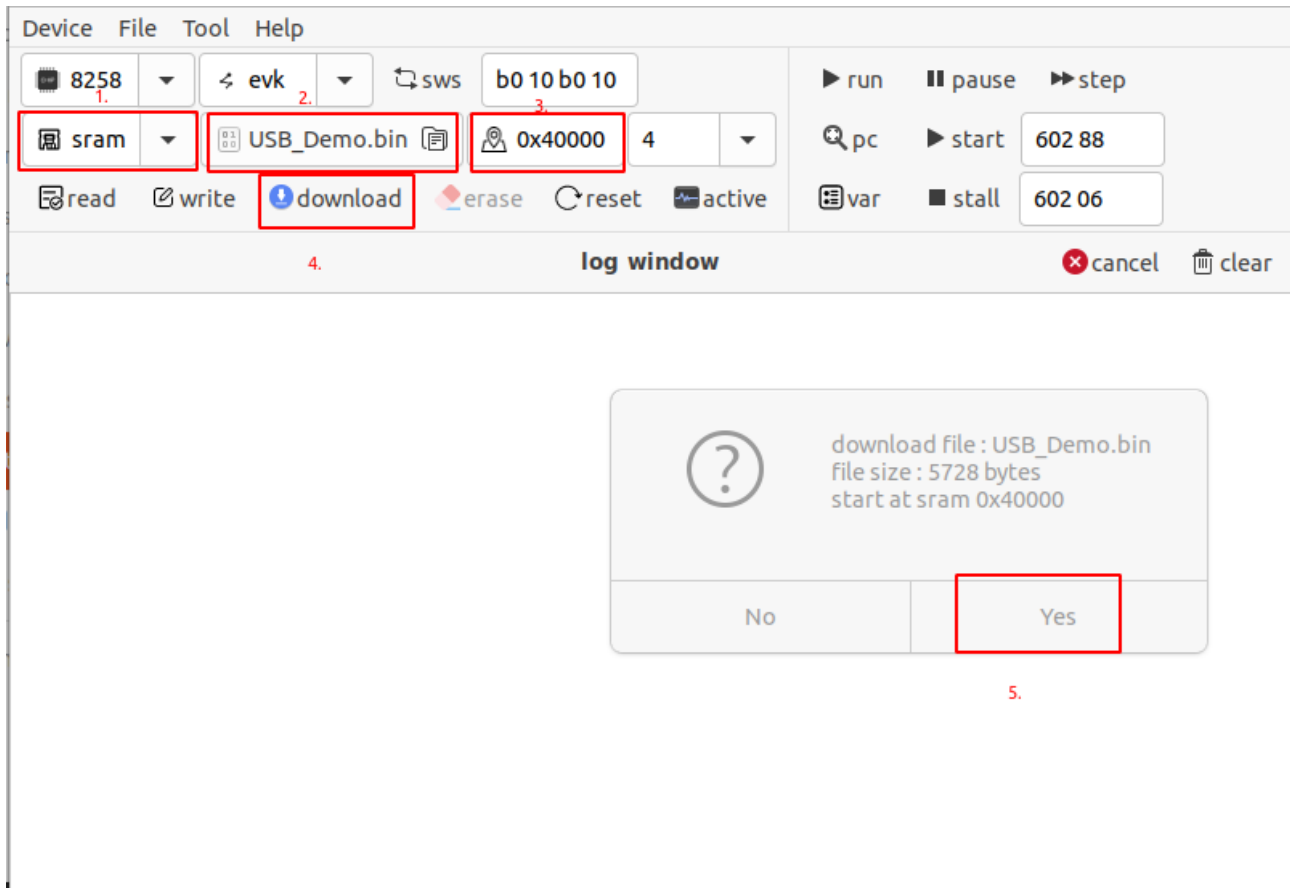 Device File Tool Help
8258 evk sws b0 10 b0 10 run pause step
1. 2. 3.
sram USB_Demo.bin 0x40000 4 pc start 602 88
read write download erase reset active var stall 602 06
4. log window cancel clear
download file : USB_Demo.bin
file size : 5728 bytes
start at sram 0x40000
No Yes
5.